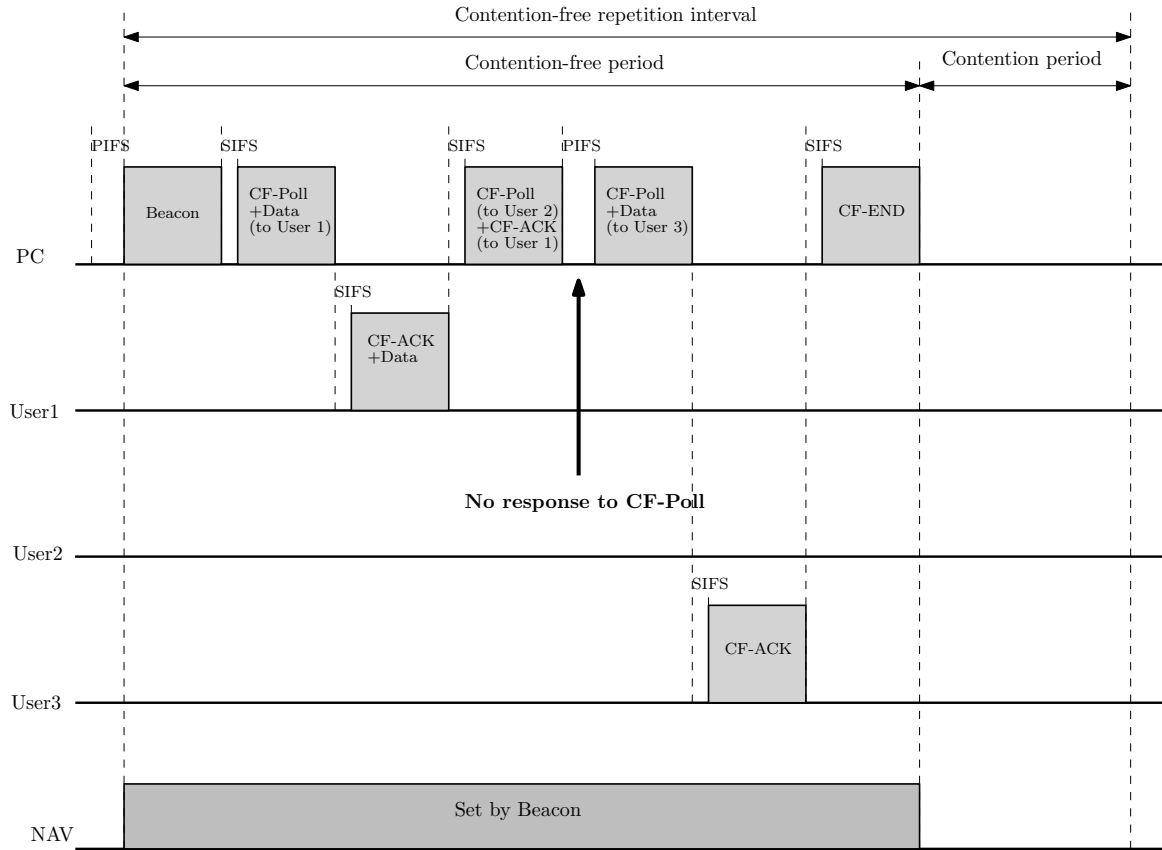 Contention-free repetition interval
Contention-free period
Contention period
PIFS
SIFS
SIFS
PIFS
SIFS
Beacon
CF-Poll
+Data
(to User 1)
CF-Poll
(to User 2)
+CF-ACK
(to User 1)
CF-Poll
+Data
(to User 3)
CF-END
PC
SIFS
CF-ACK
+Data
User1
No response to CF-Poll
User2
SIFS
CF-ACK
User3
Set by Beacon
NAV